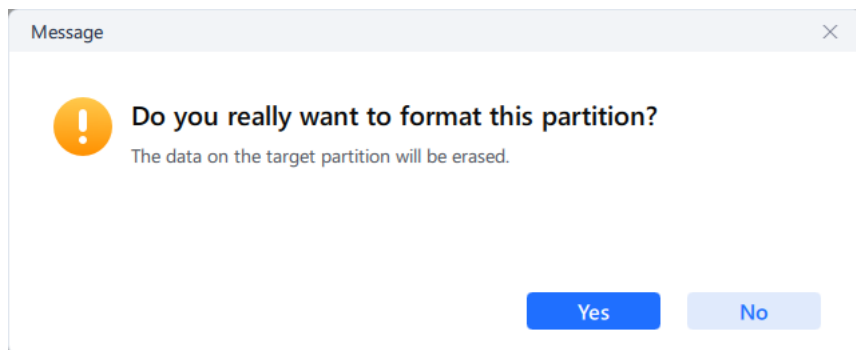 Message
Do you really want to format this partition?
The data on the target partition will be erased.
Yes
No